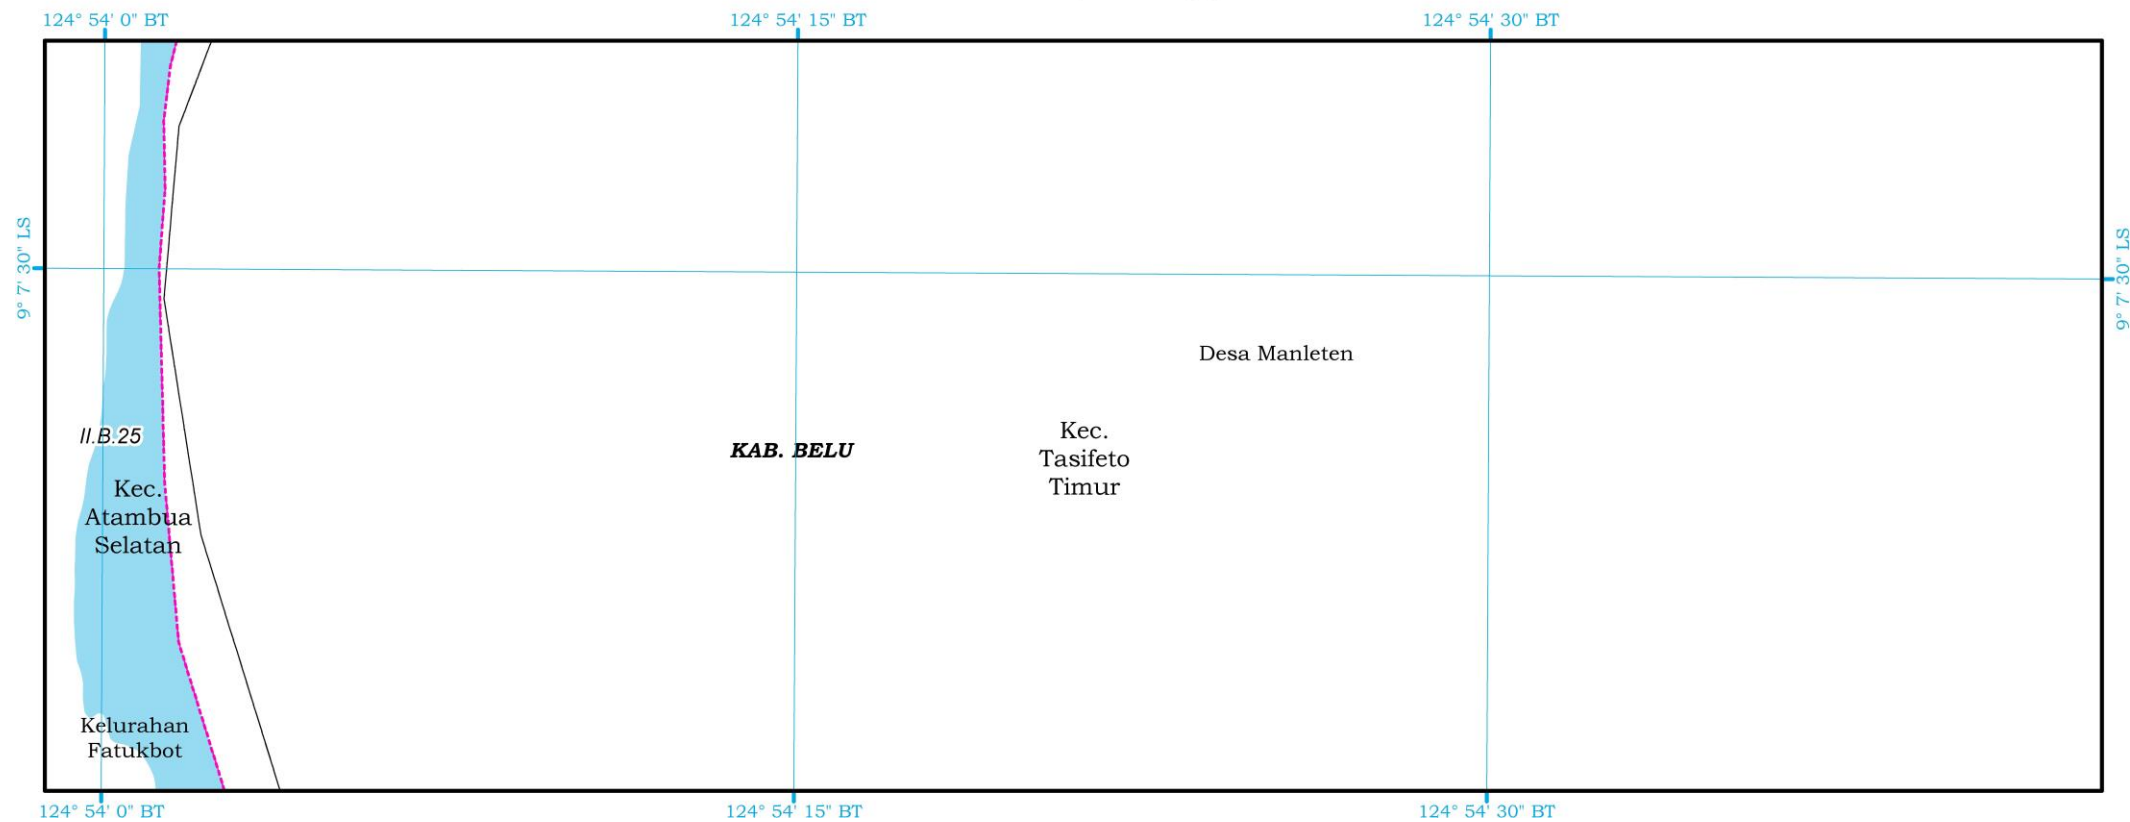 124° 54' 0" BT
124° 54' 15" BT
124° 54' 30" BT
9° 7' 30" LS
9° 7' 30" LS
Desa Manleten
II.B.25
KAB. BELU
Kec.
Tasifeto
Timur
Kec.
Atambua
Selatan
Kelurahan
Fatukbot
124° 54' 0" BT
124° 54' 15" BT
124° 54' 30" BT